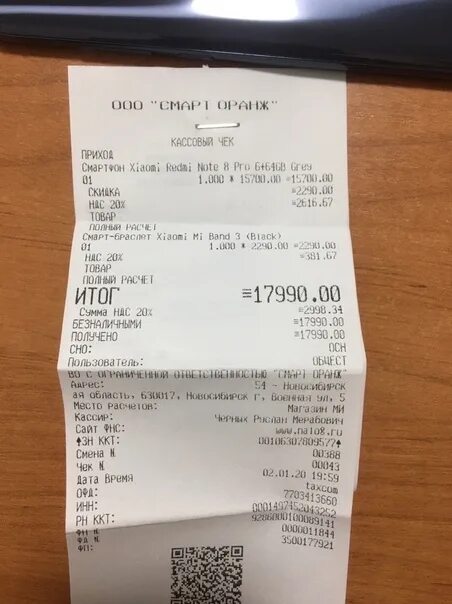 ООО "СМАРТ ОРАНЖ"
КАССОВЫЙ ЧЕК
ПРИХОД
Смартфон Xiaomi Redmi Note 8 Pro 6+64GB Grey
01 1.000 * 15700.00 =15700.00
СКИДКА =2290.00
НДС 20% =2616.67
ТОВАР
ПОЛНЫЙ РАСЧЕТ
Смарт-браслет Xiaomi Mi Band 3 (Black)
01 1.000 * 2290.00 =2290.00
НДС 20% =381.67
ТОВАР
ПОЛНЫЙ РАСЧЕТ
ИТОГ =17990.00
Сумма НДС 20% =2998.34
БЕЗНАЛИЧНЫМИ =17990.00
ПОЛУЧЕНО =17990.00
СНО: ОСН
Пользователь: ОБЩЕСТ
ВО С ОГРАНИЧЕННОЙ ОТВЕТСТВЕННОСТЬЮ "СМАРТ ОРАНЖ"
Адрес: 54 - Новосибирск
ая область, 630017, Новосибирск г, Военная ул, 5
Место расчетов: Магазин МИ
Кассир: Черных Руслан Мерабович
Сайт ФНС: www.nalog.ru
ЗН ККТ: 00106307809577
Смена N 00388
Чек N 00043
Дата Время 02.01.20 19:59
ОФД: taxcom
ИНН: 7703413660
РН ККТ: 0001497452043252
ФН N 9286000100089141
ФД N 0000011844
ФП: 3500177921